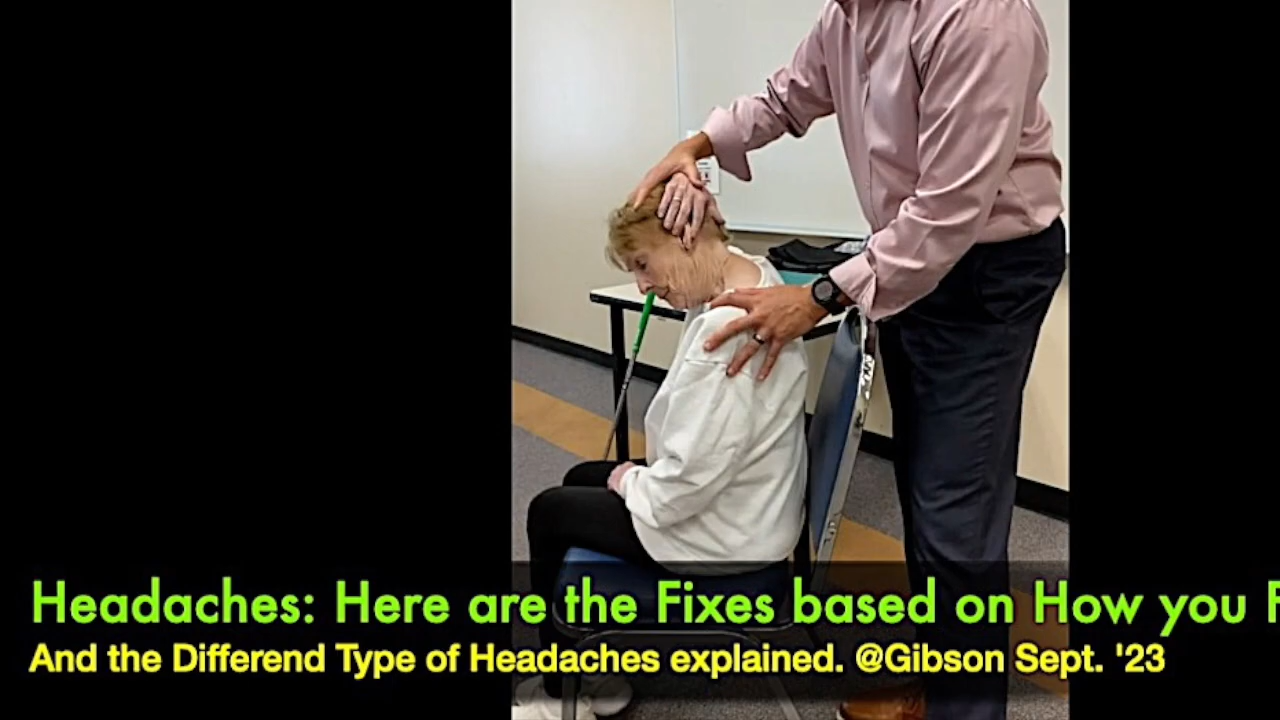 Headaches: Here are the Fixes based on How you
And the Differend Type of Headaches explained. @Gibson Sept. '23